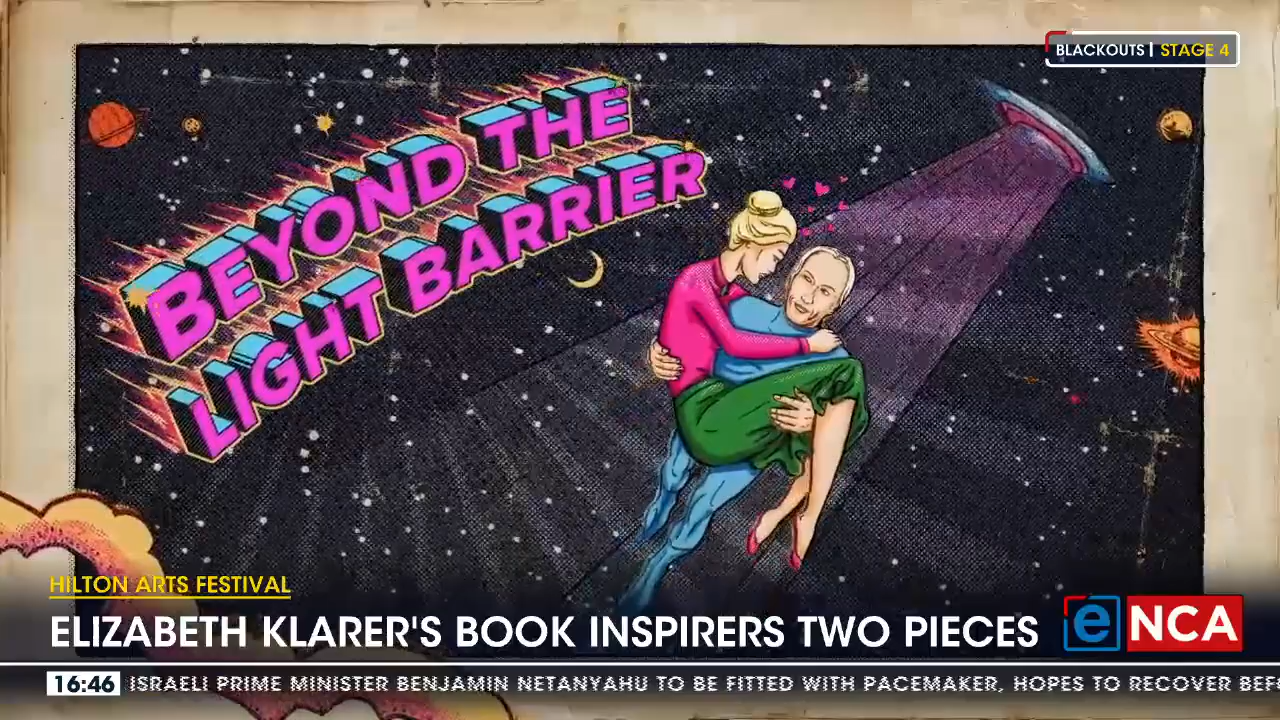 BLACKOUTS | STAGE 4
BEYOND THE
LIGHT BARRIER
HILTON ARTS FESTIVAL
ELIZABETH KLARER'S BOOK INSPIRERS TWO PIECES
eNCA
16:46 ISRAELI PRIME MINISTER BENJAMIN NETANYAHU TO BE FITTED WITH PACEMAKER, HOPES TO RECOVER